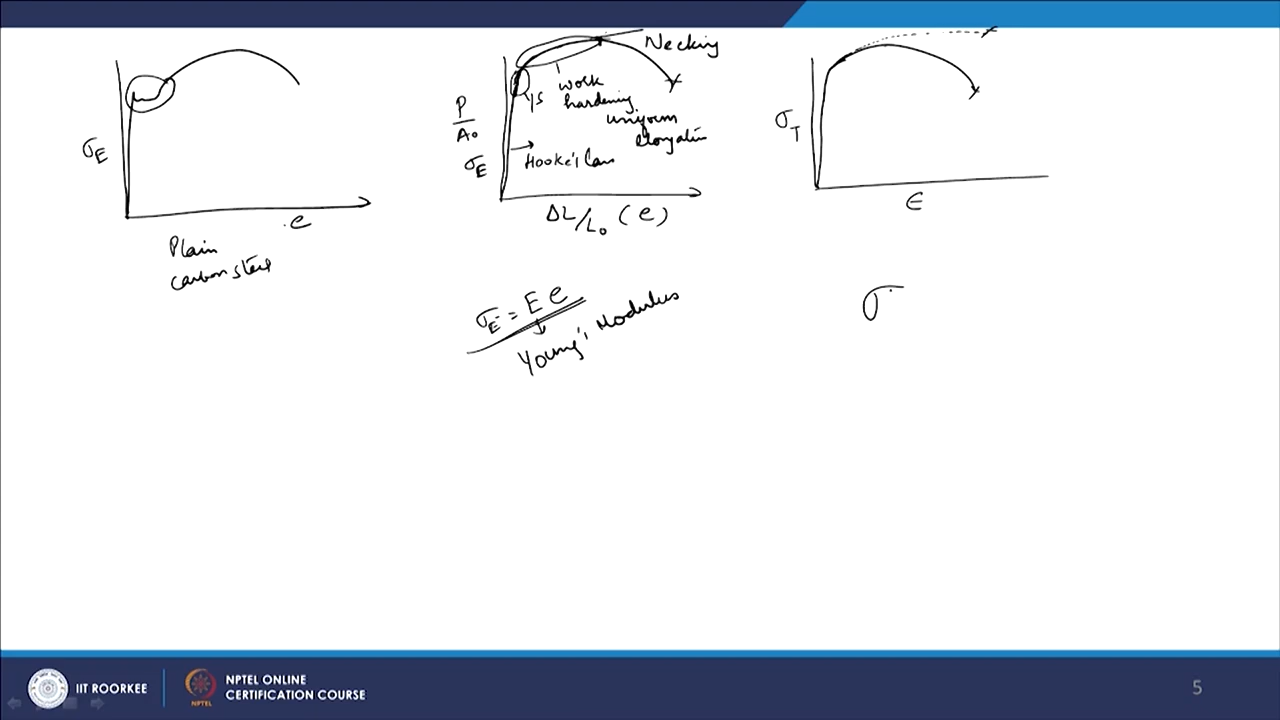 σE
e
Plain
carbon steel
P
A₀
σE
YS
work
hardening
uniform
elongation
Necking
Hooke's Law
ΔL/L₀ (e)
σE = E e
Young's Modulus
σT
ϵ
σ
IIT ROORKEE
NPTEL
NPTEL ONLINE
CERTIFICATION COURSE
5